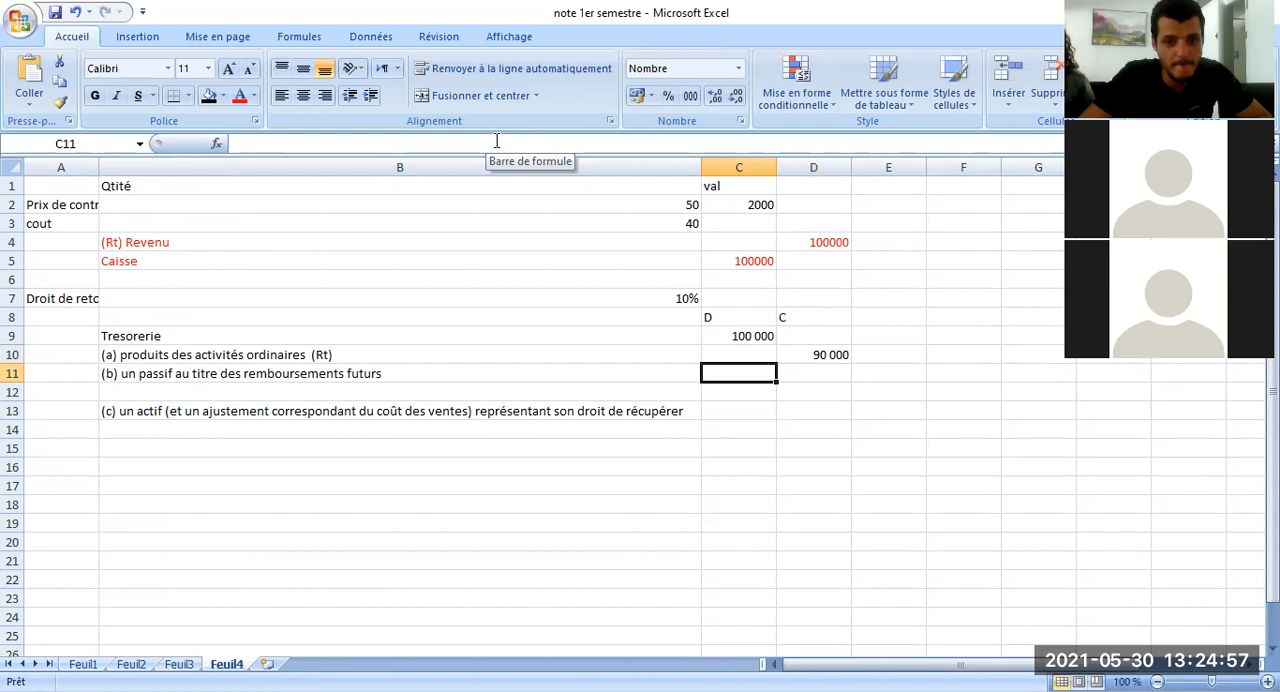 note 1er semestre - Microsoft Excel
Accueil Insertion Mise en page Formules Données Révision Affichage
Calibri 11 Renvoyer à la ligne automatiquement Nombre
Coller G I S Fusionner et centrer % 000 Mise en forme conditionnelle Mettre sous forme de tableau Styles de cellules Insérer Supprim
Presse-p... Police Alignement Nombre Style Cellul
C11 fx
Barre de formule
A B C D E F G
1 Qtité val
2 Prix de contr 50 2000
3 cout 40
4 (Rt) Revenu 100000
5 Caisse 100000
6
7 Droit de reto 10%
8 D C
9 Tresorerie 100 000
10 (a) produits des activités ordinaires (Rt) 90 000
11 (b) un passif au titre des remboursements futurs
12
13 (c) un actif (et un ajustement correspondant du coût des ventes) représentant son droit de récupérer
14
15
16
17
18
19
20
21
22
23
24
25
26
Feuil1 Feuil2 Feuil3 Feuil4
2021-05-30 13:24:57
Prêt 100 %